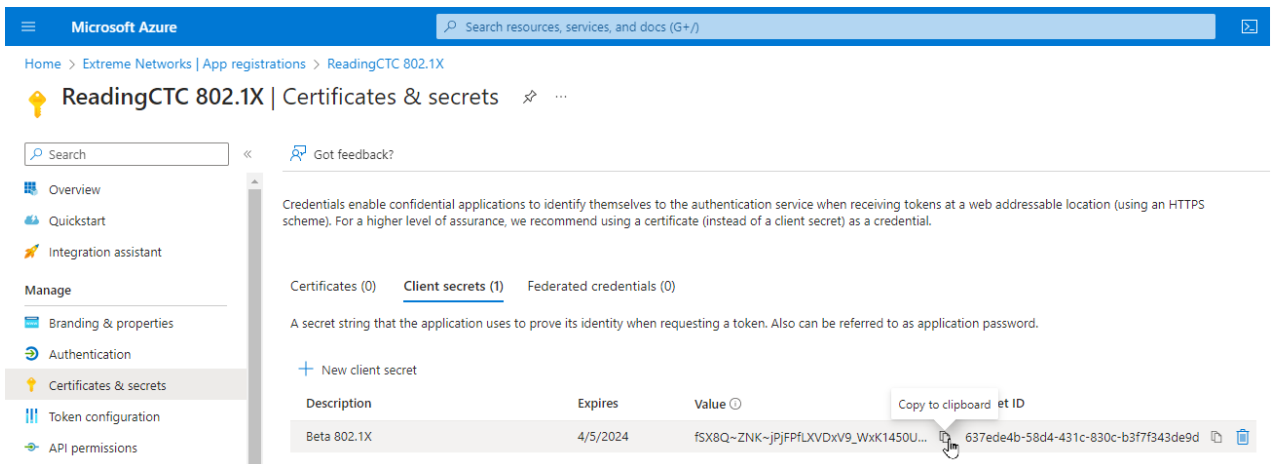 Microsoft Azure
Search resources, services, and docs (G+/)
Home > Extreme Networks | App registrations > ReadingCTC 802.1X
ReadingCTC 802.1X | Certificates & secrets
Search
Got feedback?
Overview
Quickstart
Integration assistant
Manage
Branding & properties
Authentication
Certificates & secrets
Token configuration
API permissions
Credentials enable confidential applications to identify themselves to the authentication service when receiving tokens at a web addressable location (using an HTTPS
scheme). For a higher level of assurance, we recommend using a certificate (instead of a client secret) as a credential.
Certificates (0) Client secrets (1) Federated credentials (0)
A secret string that the application uses to prove its identity when requesting a token. Also can be referred to as application password.
New client secret
Copy to clipboard
Description Expires Value et ID
Beta 802.1X 4/5/2024 fSX8Q~ZNK~jPjFPfLXVDxV9_WxK1450U... 637ede4b-58d4-431c-830c-b3f7f343de9d